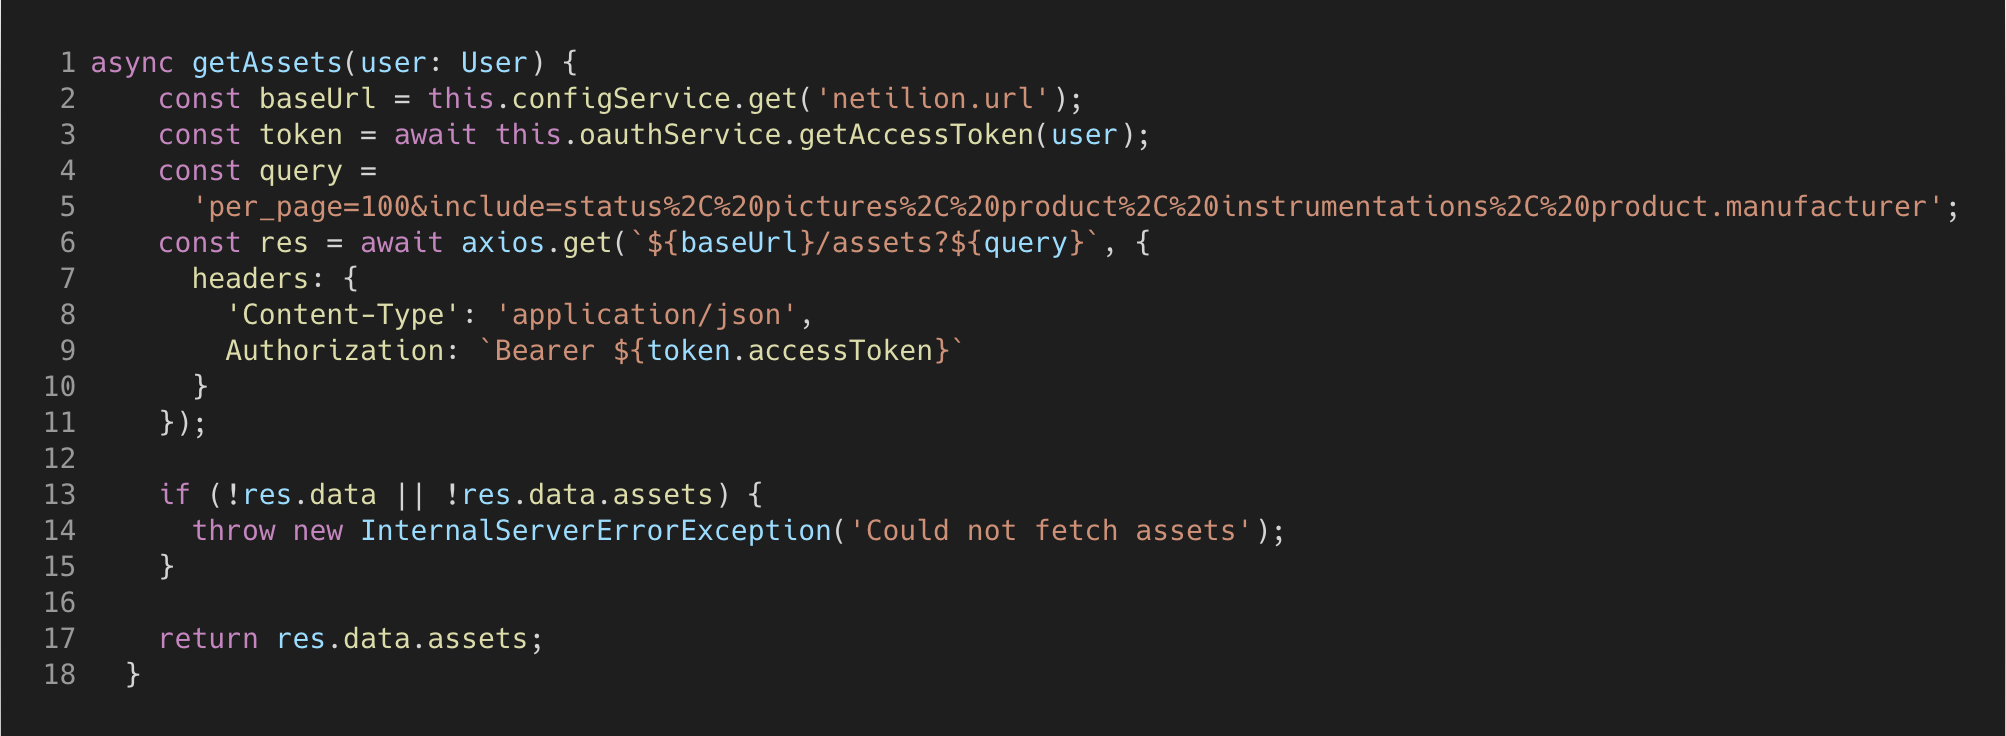 1 async getAssets(user: User) {
2     const baseUrl = this.configService.get('netilion.url');
3     const token = await this.oauthService.getAccessToken(user);
4     const query =
5       'per_page=100&include=status%2C%20pictures%2C%20product%2C%20instrumentations%2C%20product.manufacturer';
6     const res = await axios.get(`${baseUrl}/assets?${query}`, {
7       headers: {
8         'Content-Type': 'application/json',
9         Authorization: `Bearer ${token.accessToken}`
10       }
11     });
12
13     if (!res.data || !res.data.assets) {
14       throw new InternalServerErrorException('Could not fetch assets');
15     }
16
17     return res.data.assets;
18   }